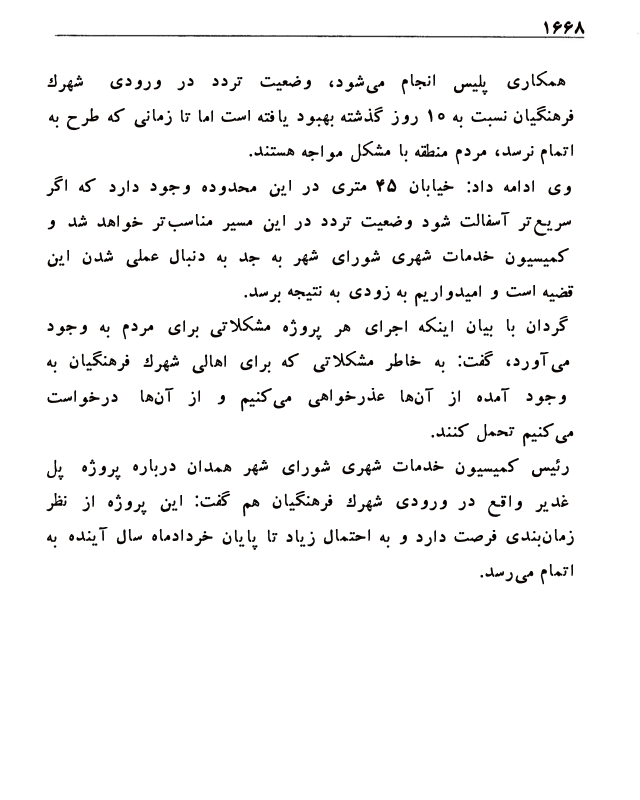 ۱۶۶۸
همکاری پلیس انجام می‌شود، وضعیت تردد در ورودی شهرك
فرهنگیان نسبت به ۱۰ روز گذشته بهبود یافته است اما تا زمانی که طرح به
اتمام نرسد، مردم منطقه با مشکل مواجه هستند.
وی ادامه داد: خیابان ۴۵ متری در این محدوده وجود دارد که اگر
سریع‌تر آسفالت شود وضعیت تردد در این مسیر مناسب‌تر خواهد شد و
کمیسیون خدمات شهری شورای شهر به جد به دنبال عملی شدن این
قضیه است و امیدواریم به زودی به نتیجه برسد.
گردان با بیان اینکه اجرای هر پروژه مشکلاتی برای مردم به وجود
می‌آورد، گفت: به خاطر مشکلاتی که برای اهالی شهرك فرهنگیان به
وجود آمده از آن‌ها عذرخواهی می‌کنیم و از آن‌ها درخواست
می‌کنیم تحمل کنند.
رئیس کمیسیون خدمات شهری شورای شهر همدان درباره پروژه پل
غدیر واقع در ورودی شهرك فرهنگیان هم گفت: این پروژه از نظر
زمان‌بندی فرصت دارد و به احتمال زیاد تا پایان خردادماه سال آینده به
اتمام می‌رسد.